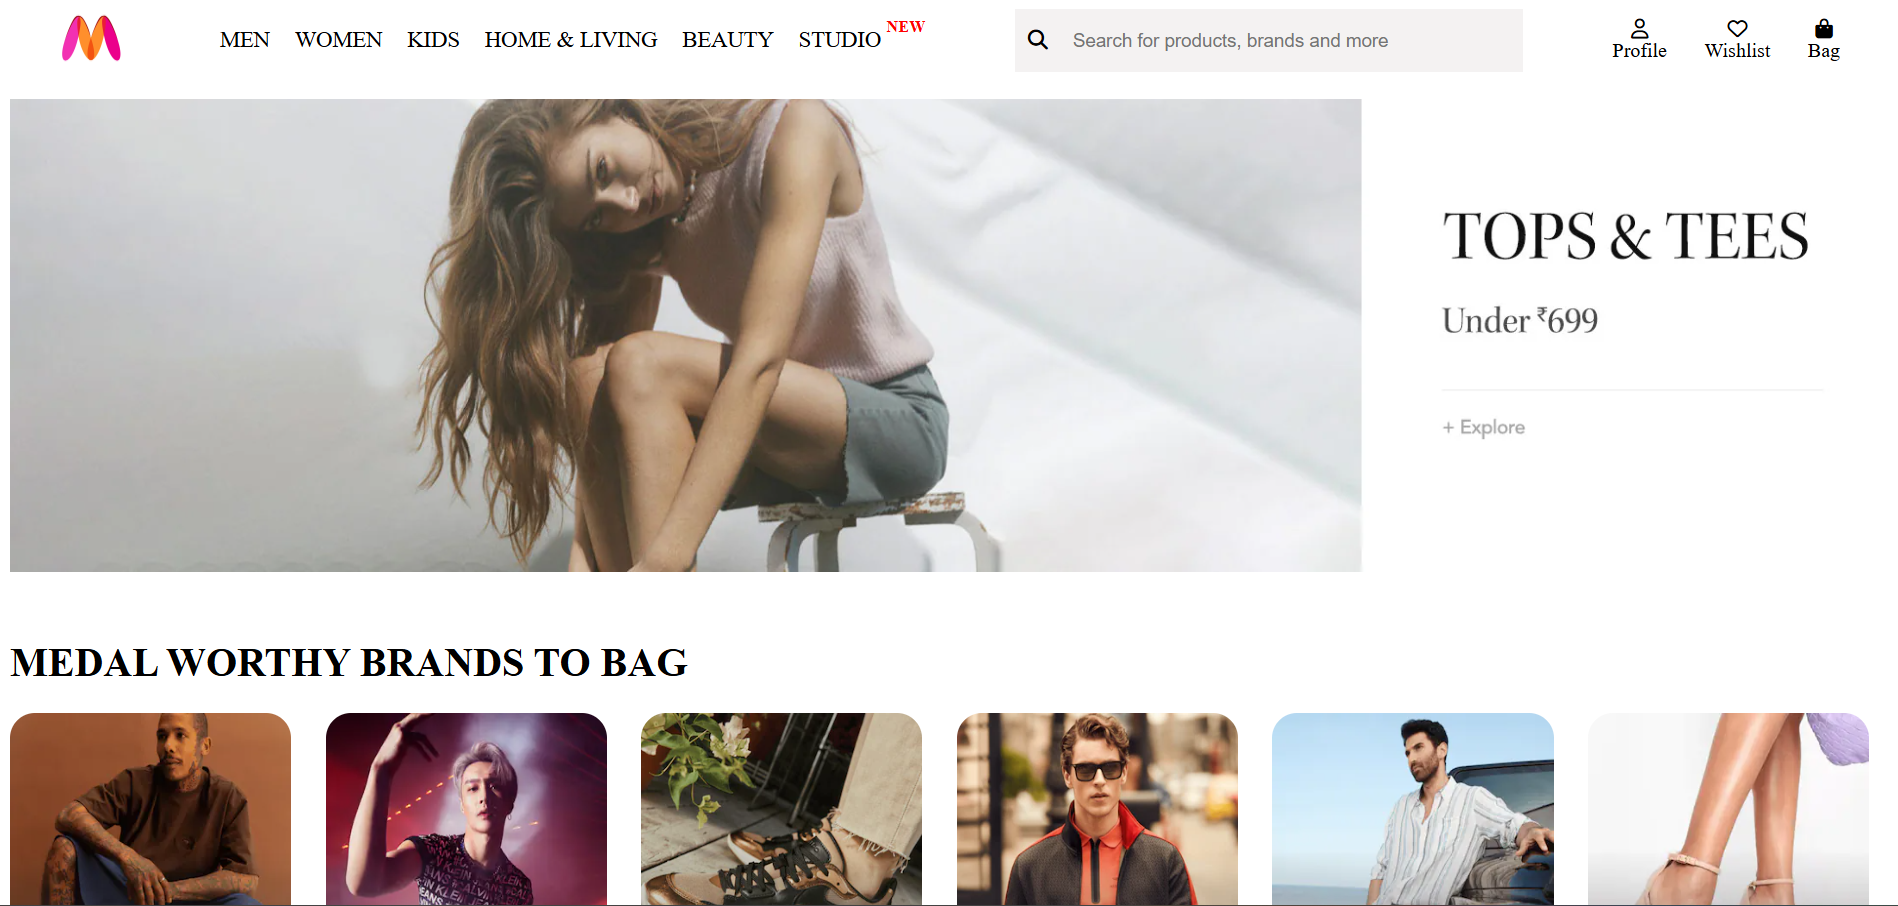 MEN WOMEN KIDS HOME & LIVING BEAUTY STUDIO NEW
Search for products, brands and more
Profile Wishlist Bag
TOPS & TEES
Under ₹699
+ Explore
MEDAL WORTHY BRANDS TO BAG